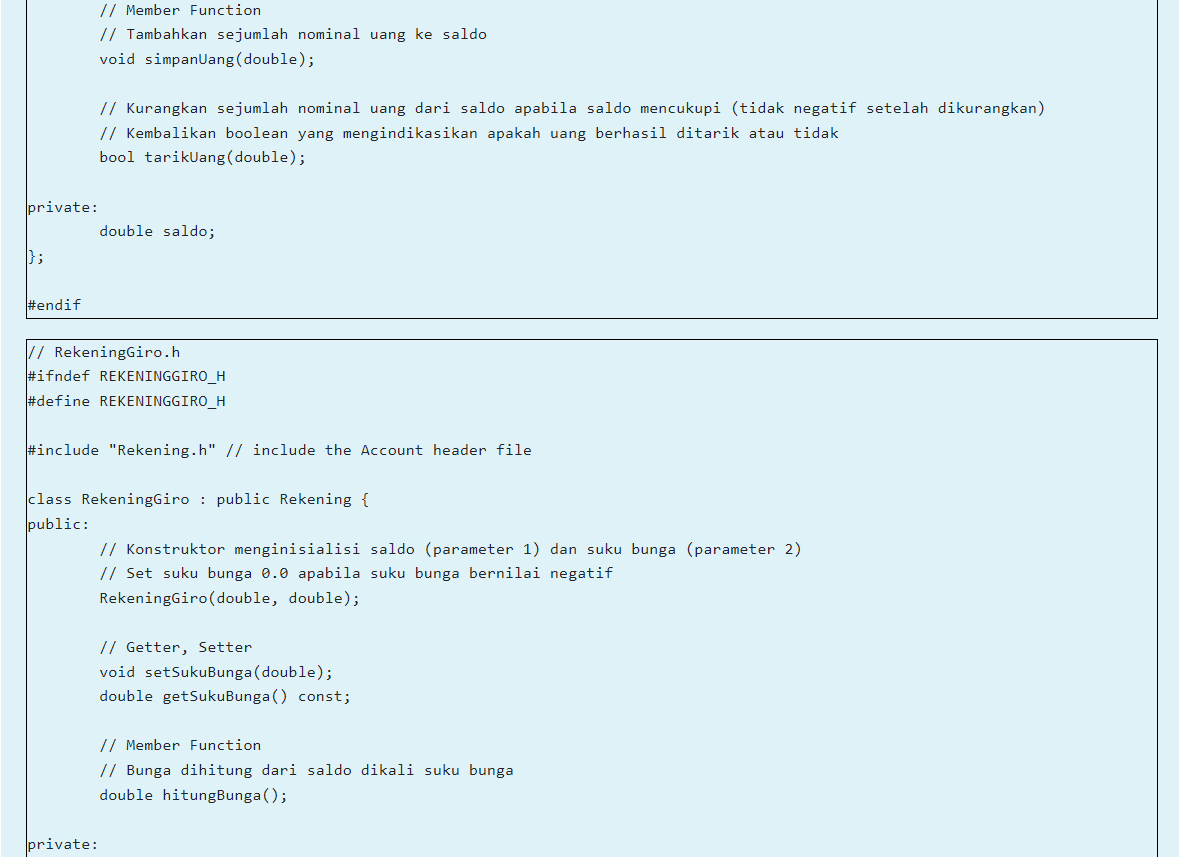 // Member Function
// Tambahkan sejumlah nominal uang ke saldo
void simpanUang(double);
// Kurangkan sejumlah nominal uang dari saldo apabila saldo mencukupi (tidak negatif setelah dikurangkan)
// Kembalikan boolean yang mengindikasikan apakah uang berhasil ditarik atau tidak
bool tarikUang(double);
private:
double saldo;
};
#endif
// RekeningGiro.h
#ifndef REKENINGGIRO_H
#define REKENINGGIRO_H
#include "Rekening.h" // include the Account header file
class RekeningGiro : public Rekening {
public:
// Konstruktor menginisialisi saldo (parameter 1) dan suku bunga (parameter 2)
// Set suku bunga 0.0 apabila suku bunga bernilai negatif
RekeningGiro(double, double);
// Getter, Setter
void setSukuBunga(double);
double getSukuBunga() const;
// Member Function
// Bunga dihitung dari saldo dikali suku bunga
double hitungBunga();
private: